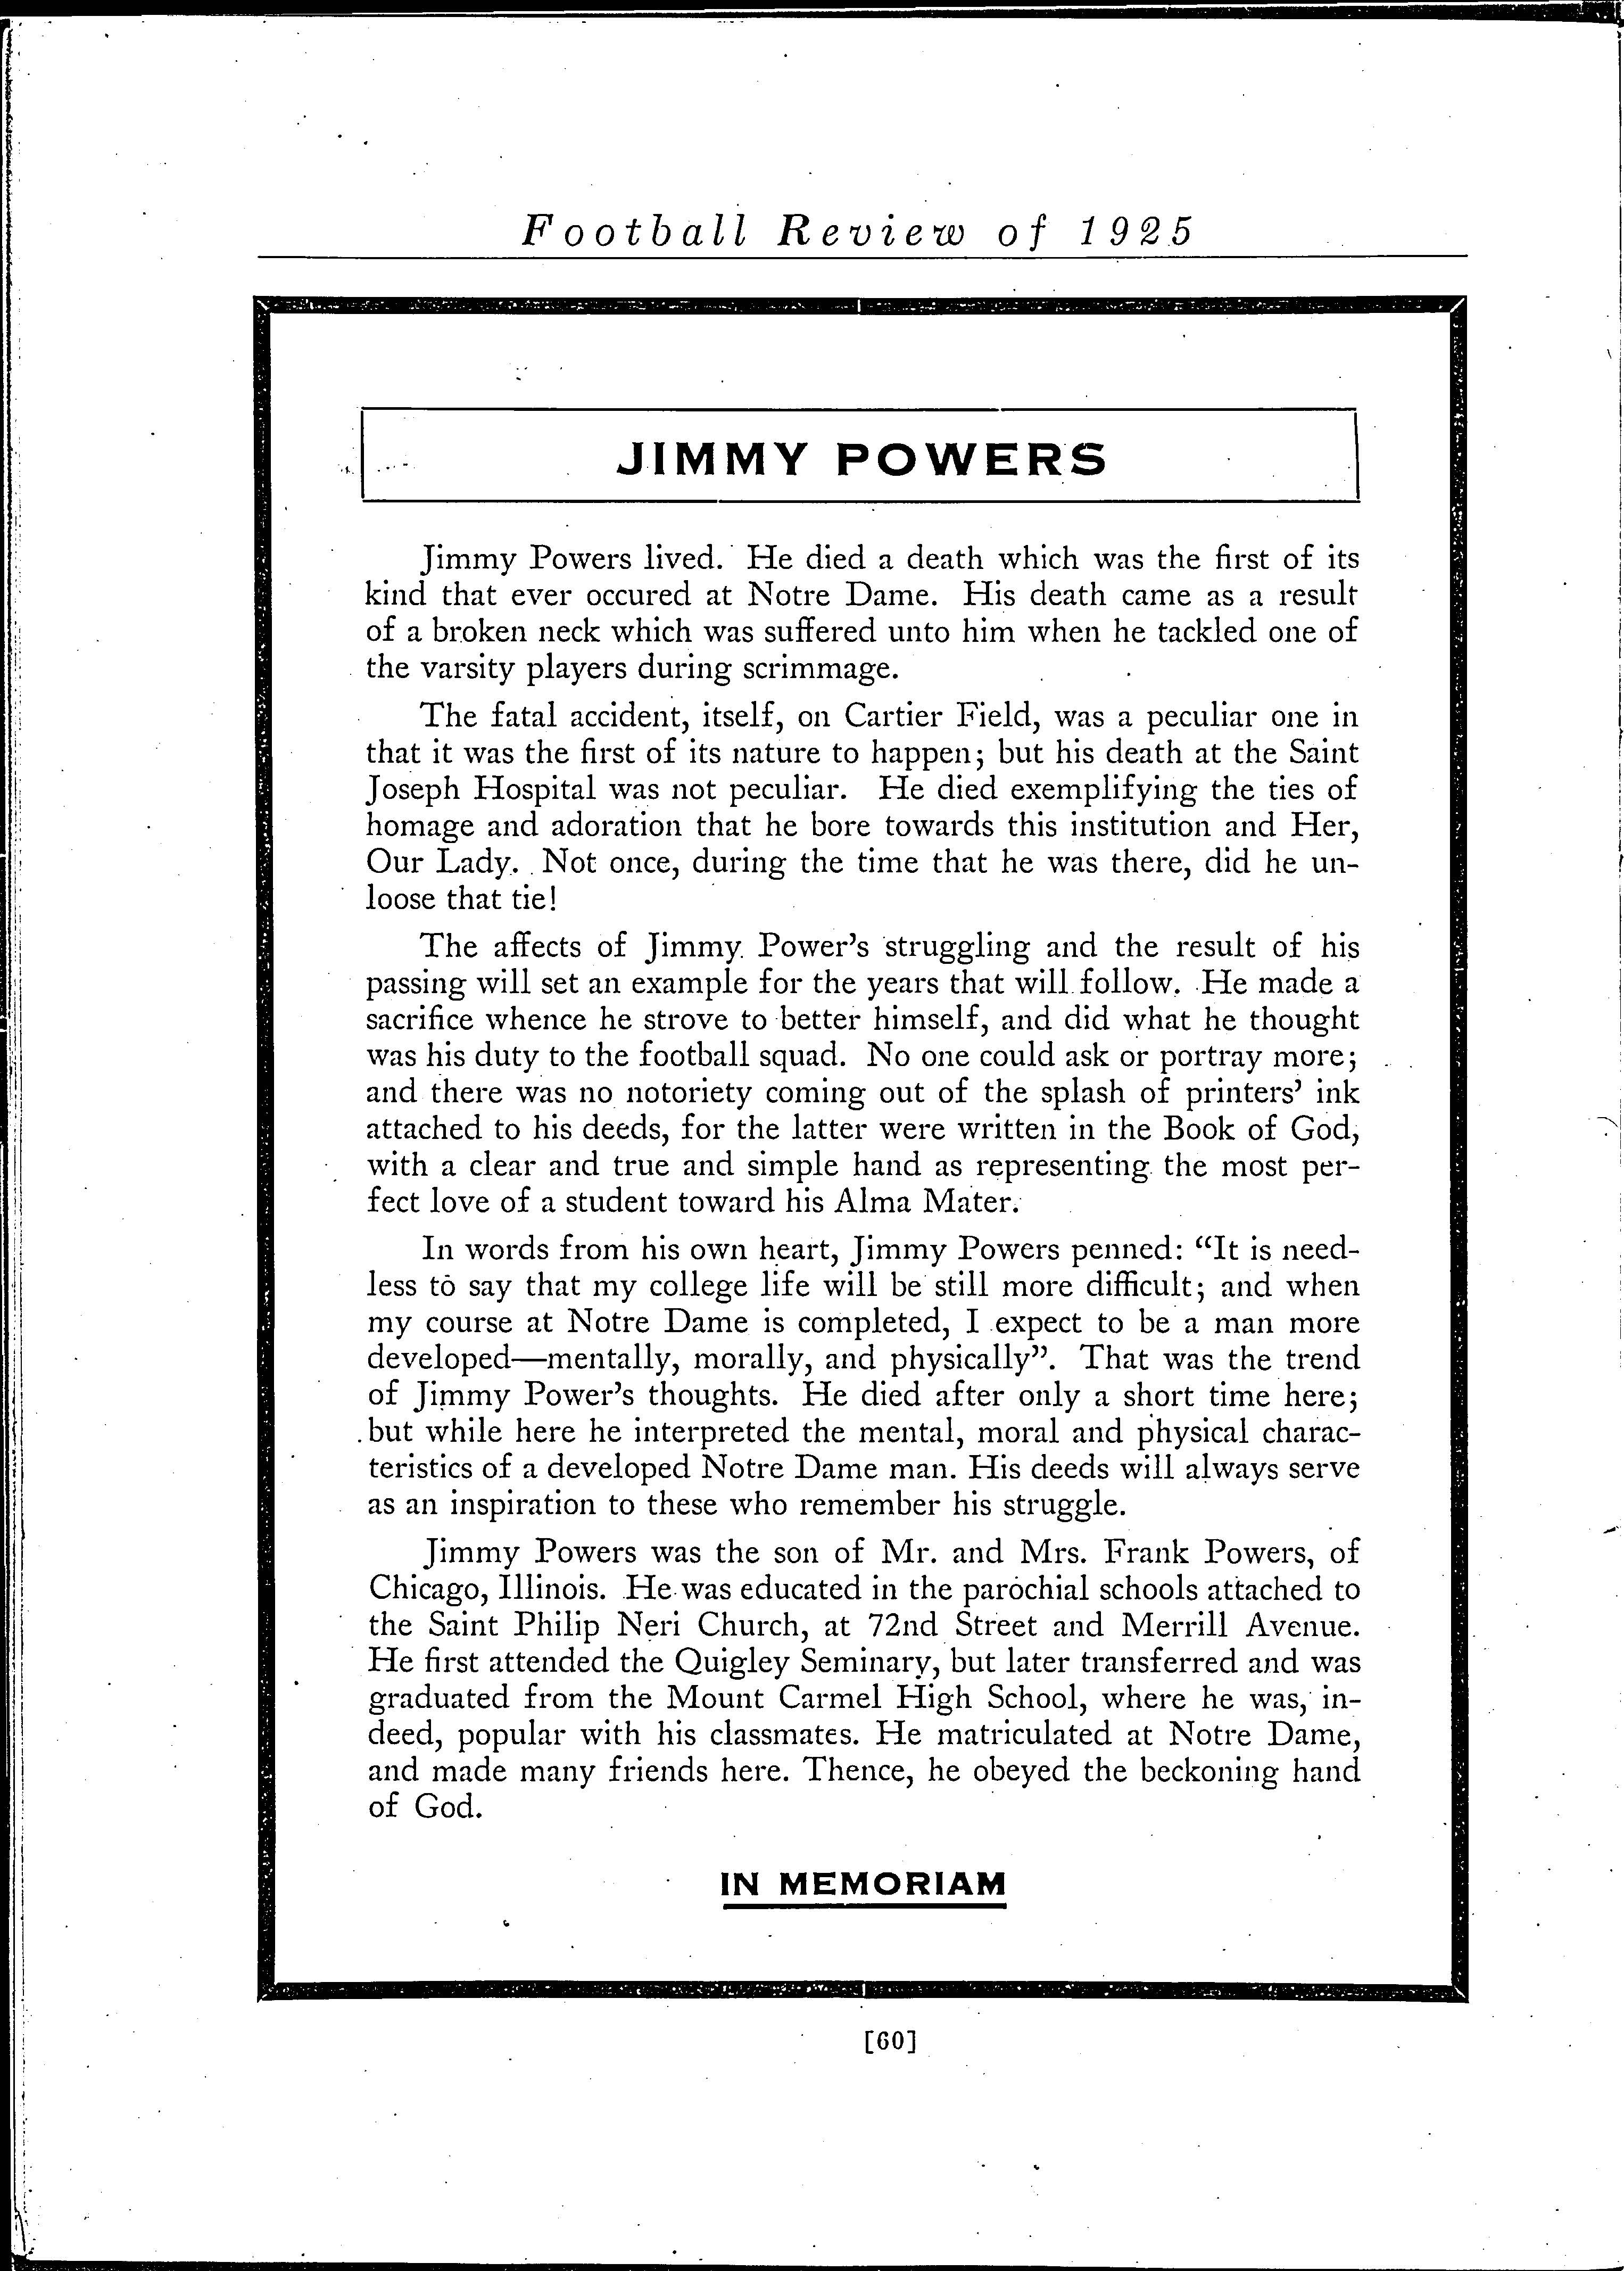 Football Review of 1925
JIMMY POWERS
Jimmy Powers lived. He died a death which was the first of its
kind that ever occured at Notre Dame. His death came as a result
of a broken neck which was suffered unto him when he tackled one of
the varsity players during scrimmage.
The fatal accident, itself, on Cartier Field, was a peculiar one in
that it was the first of its nature to happen; but his death at the Saint
Joseph Hospital was not peculiar. He died exemplifying the ties of
homage and adoration that he bore towards this institution and Her,
Our Lady. Not once, during the time that he was there, did he un-
loose that tie!
The affects of Jimmy Power's struggling and the result of his
passing will set an example for the years that will follow. He made a
sacrifice whence he strove to better himself, and did what he thought
was his duty to the football squad. No one could ask or portray more;
and there was no notoriety coming out of the splash of printers' ink
attached to his deeds, for the latter were written in the Book of God,
with a clear and true and simple hand as representing the most per-
fect love of a student toward his Alma Mater.
In words from his own heart, Jimmy Powers penned: "It is need-
less to say that my college life will be still more difficult; and when
my course at Notre Dame is completed, I expect to be a man more
developed—mentally, morally, and physically". That was the trend
of Jimmy Power's thoughts. He died after only a short time here;
but while here he interpreted the mental, moral and physical charac-
teristics of a developed Notre Dame man. His deeds will always serve
as an inspiration to these who remember his struggle.
Jimmy Powers was the son of Mr. and Mrs. Frank Powers, of
Chicago, Illinois. He was educated in the parochial schools attached to
the Saint Philip Neri Church, at 72nd Street and Merrill Avenue.
He first attended the Quigley Seminary, but later transferred and was
graduated from the Mount Carmel High School, where he was, in-
deed, popular with his classmates. He matriculated at Notre Dame,
and made many friends here. Thence, he obeyed the beckoning hand
of God.
IN MEMORIAM
[60]